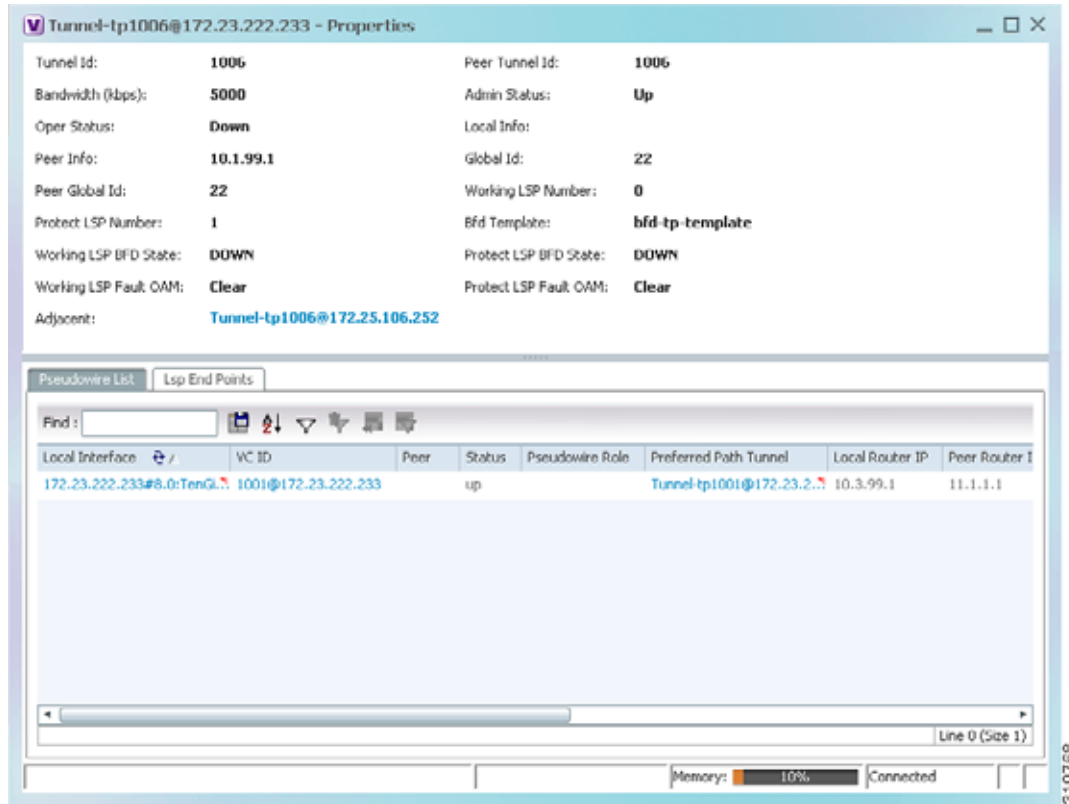 V Tunnel-tp1006@172.23.222.233 - Properties
Tunnel Id: 1006 Peer Tunnel Id: 1006
Bandwidth (kbps): 5000 Admin Status: Up
Oper Status: Down Local Info:
Peer Info: 10.1.99.1 Global Id: 22
Peer Global Id: 22 Working LSP Number: 0
Protect LSP Number: 1 Bfd Template: bfd-tp-template
Working LSP BFD State: DOWN Protect LSP BFD State: DOWN
Working LSP Fault OAM: Clear Protect LSP Fault OAM: Clear
Adjacent: Tunnel-tp1006@172.25.106.252
Pseudowire List Lsp End Points
Find :
Local Interface VC ID Peer Status Pseudowire Role Preferred Path Tunnel Local Router IP Peer Router I
172.23.222.233#8.0:TenGi... 1001@172.23.222.233 up Tunnel-tp1001@172.23.2... 10.3.99.1 11.1.1.1
Line 0 (Size 1)
Memory: 10% Connected
310768